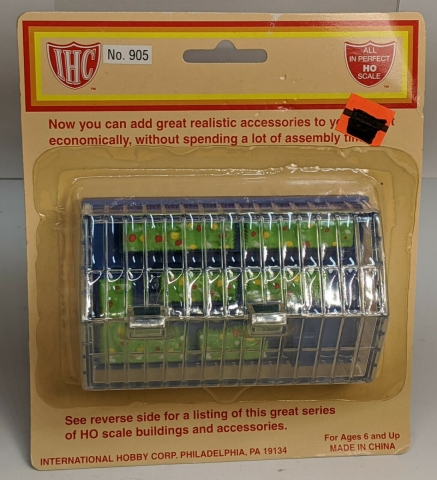 IHC
TM
No. 905
ALL
IN PERFECT
HO
SCALE
TM
Now you can add great realistic accessories to
economically, without spending a lot of assembly
See reverse side for a listing of this great series
of HO scale buildings and accessories.
For Ages 6 and Up
INTERNATIONAL HOBBY CORP. PHILADELPHIA, PA 19134
MADE IN CHINA